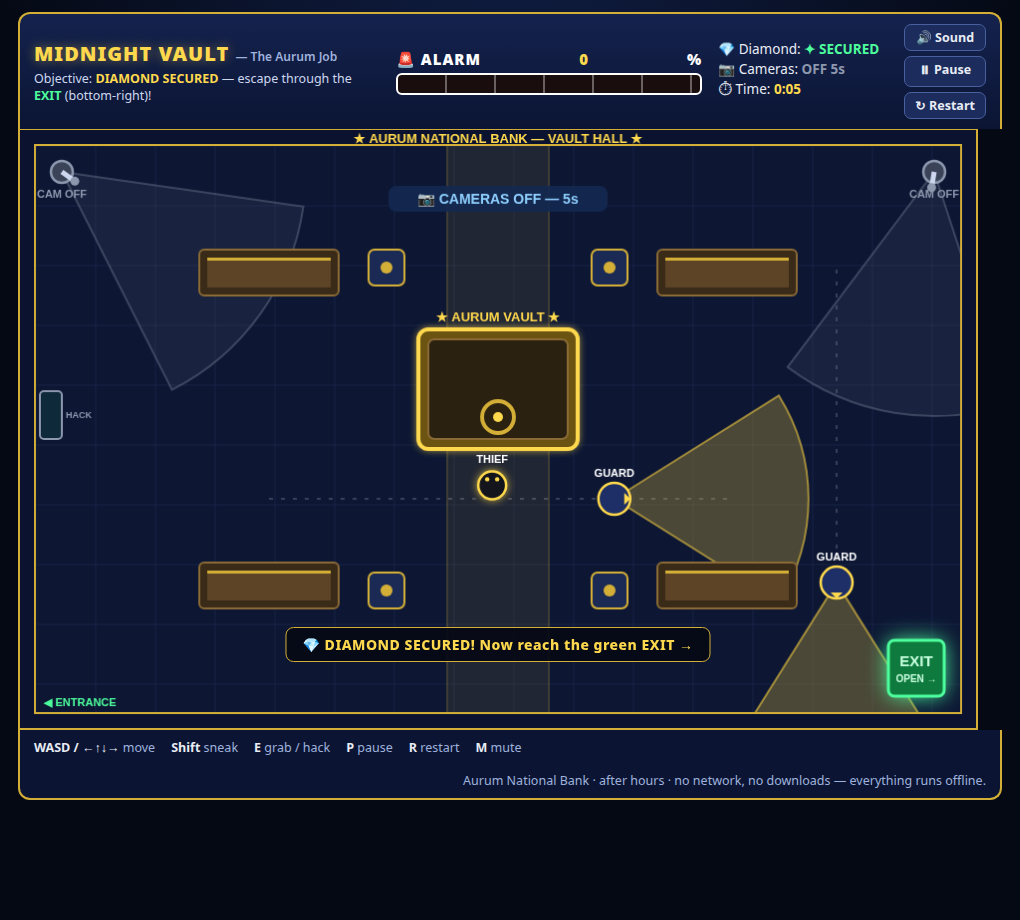 MIDNIGHT VAULT — The Aurum Job
Objective: DIAMOND SECURED — escape through the
EXIT (bottom-right)!
🚨 ALARM 0 %
💎 Diamond: ✦ SECURED
📷 Cameras: OFF 5s
⏱ Time: 0:05
🔊 Sound
⏸ Pause
↻ Restart
★ AURUM NATIONAL BANK — VAULT HALL ★
CAM OFF
CAM OFF
📷 CAMERAS OFF — 5s
★ AURUM VAULT ★
HACK
THIEF
GUARD
GUARD
EXIT
OPEN →
💎 DIAMOND SECURED! Now reach the green EXIT →
◀ ENTRANCE
WASD / ←↑↓→ move Shift sneak E grab / hack P pause R restart M mute
Aurum National Bank · after hours · no network, no downloads — everything runs offline.